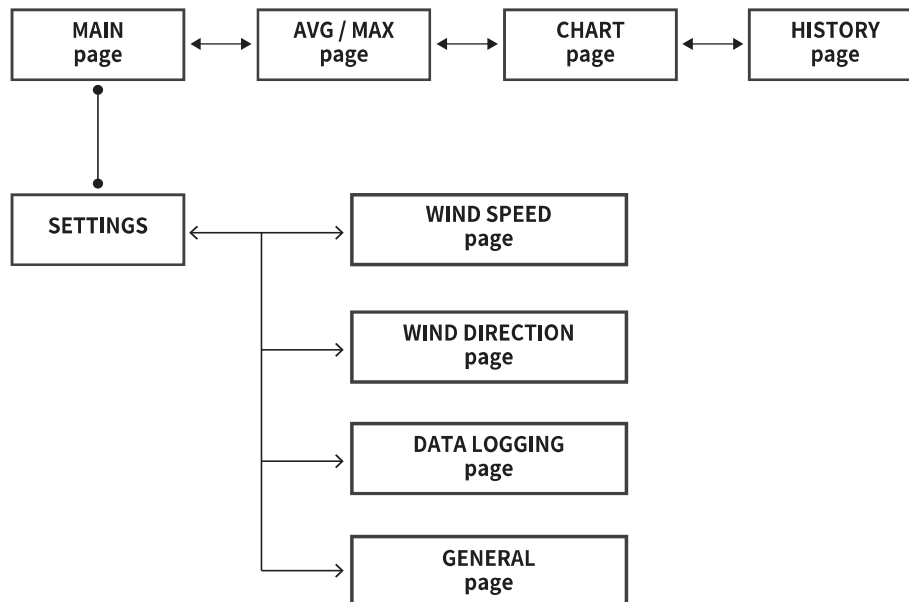 MAIN
page
AVG / MAX
page
CHART
page
HISTORY
page
SETTINGS
WIND SPEED
page
WIND DIRECTION
page
DATA LOGGING
page
GENERAL
page